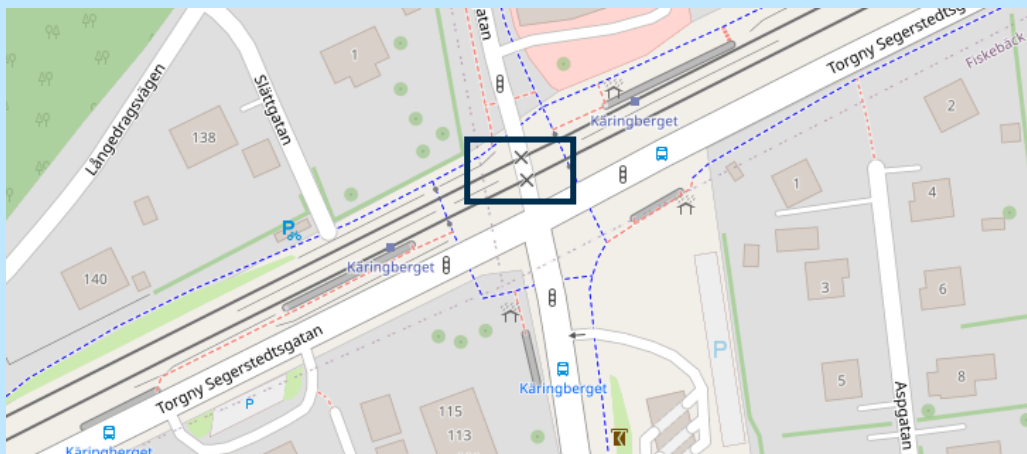 gatan
Torgny Segerstedtsg
Fiskebäck
1
Slättgatan
Långedragsvägen
138
Käringberget
2
1
4
P
Käringberget
140
3
6
Torgny Segerstedtsgatan
P
5
8
Käringberget
Aspgatan
P
115
113
Käringberget